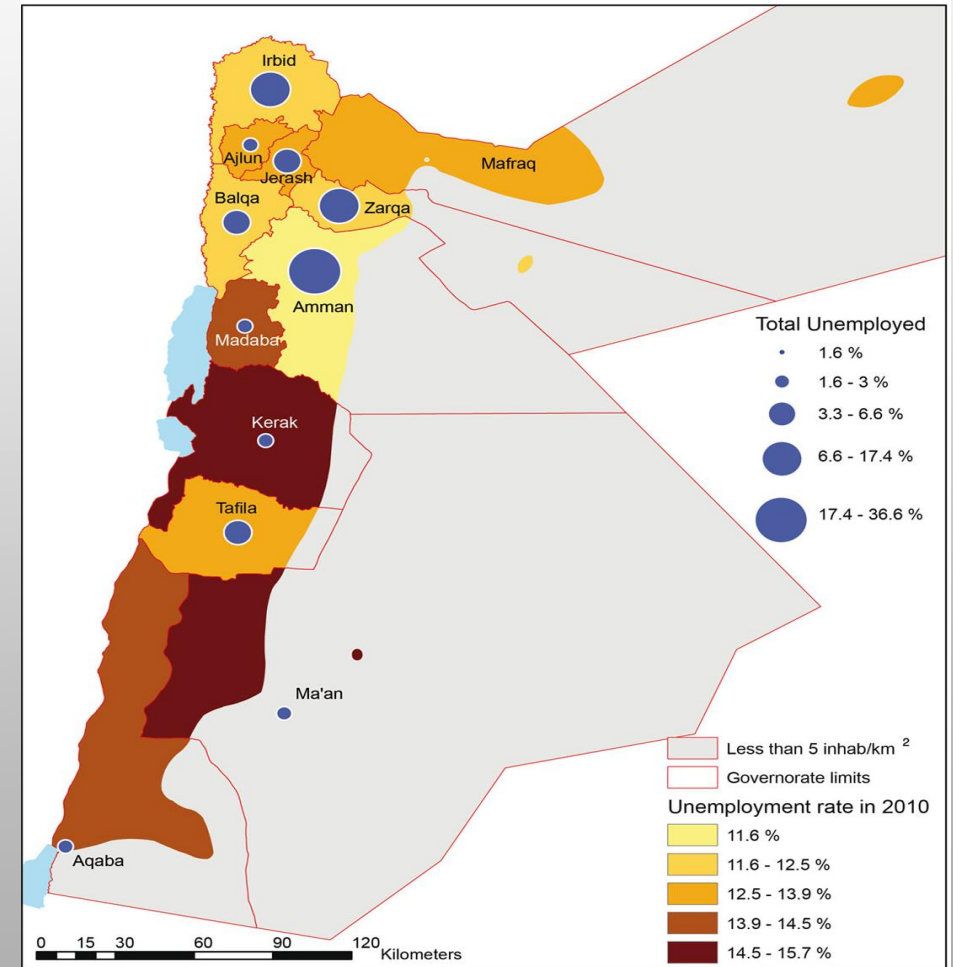 Irbid
Ajlun
Jerash
Mafraq
Balqa
Zarqa
Amman
Madaba
Kerak
Tafila
Ma'an
Aqaba
Total Unemployed
1.6 %
1.6 - 3 %
3.3 - 6.6 %
6.6 - 17.4 %
17.4 - 36.6 %
Less than 5 inhab/km 2
Governorate limits
Unemployment rate in 2010
11.6 %
11.6 - 12.5 %
12.5 - 13.9 %
13.9 - 14.5 %
14.5 - 15.7 %
0 15 30 60 90 120
Kilometers